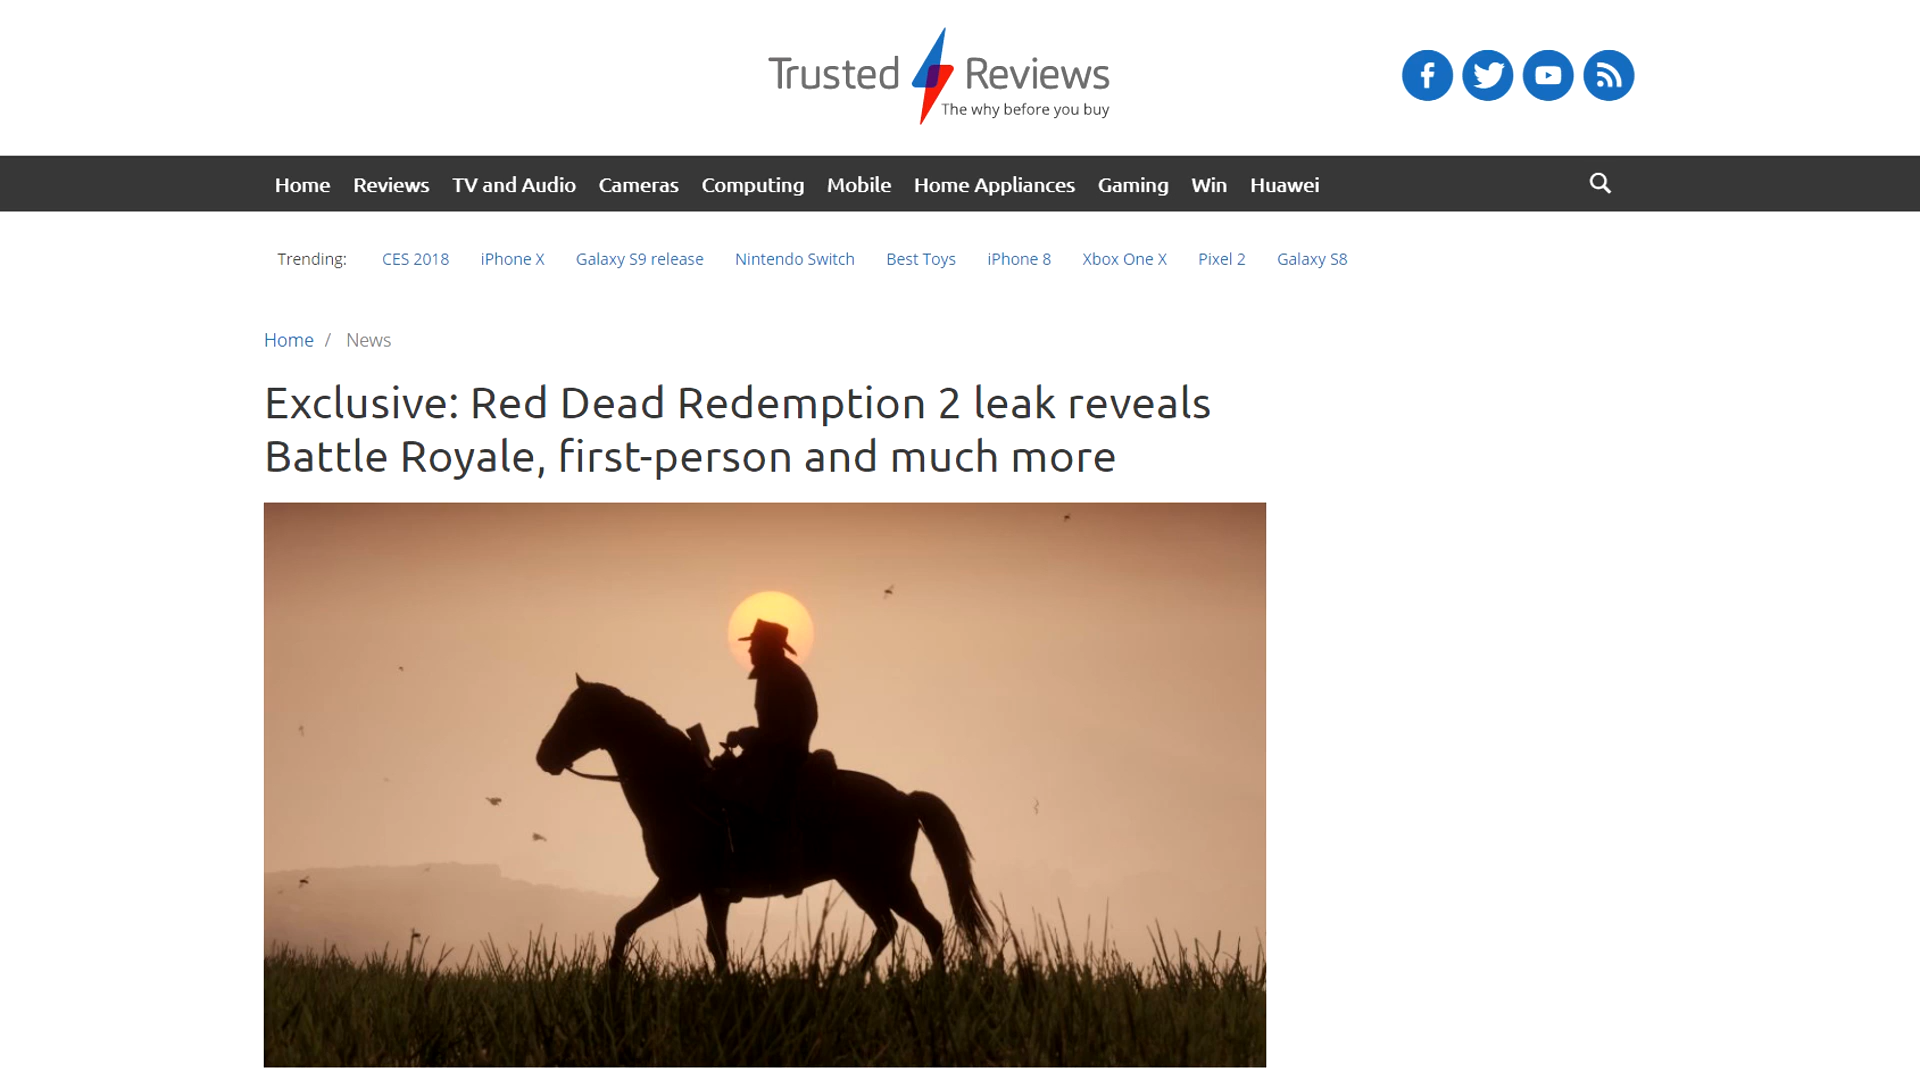 Trusted Reviews
The why before you buy
Home Reviews TV and Audio Cameras Computing Mobile Home Appliances Gaming Win Huawei
Trending: CES 2018 iPhone X Galaxy S9 release Nintendo Switch Best Toys iPhone 8 Xbox One X Pixel 2 Galaxy S8
Home / News
Exclusive: Red Dead Redemption 2 leak reveals
Battle Royale, first-person and much more